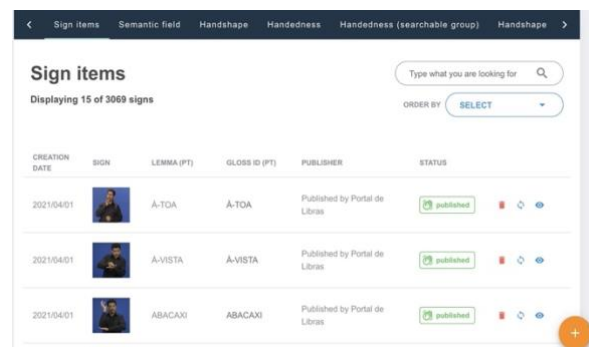 Sign items Semantic field Handshape Handedness Handedness (searchable group) Handshape
Sign items
Type what you are looking for
Displaying 15 of 3069 signs
ORDER BY SELECT
CREATION DATE SIGN LEMMA (PT) GLOSS ID (PT) PUBLISHER STATUS
2021/04/01 À-TOA À-TOA Published by Portal de Libras published
2021/04/01 À-VISTA À-VISTA Published by Portal de Libras published
2021/04/01 ABACAXI ABACAXI Published by Portal de Libras published